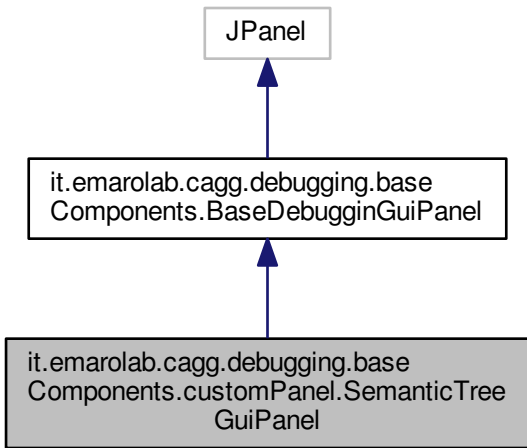 JPanel
it.emarolab.cagg.debugging.base
Components.BaseDebugginGuiPanel
it.emarolab.cagg.debugging.base
Components.customPanel.SemanticTree
GuiPanel